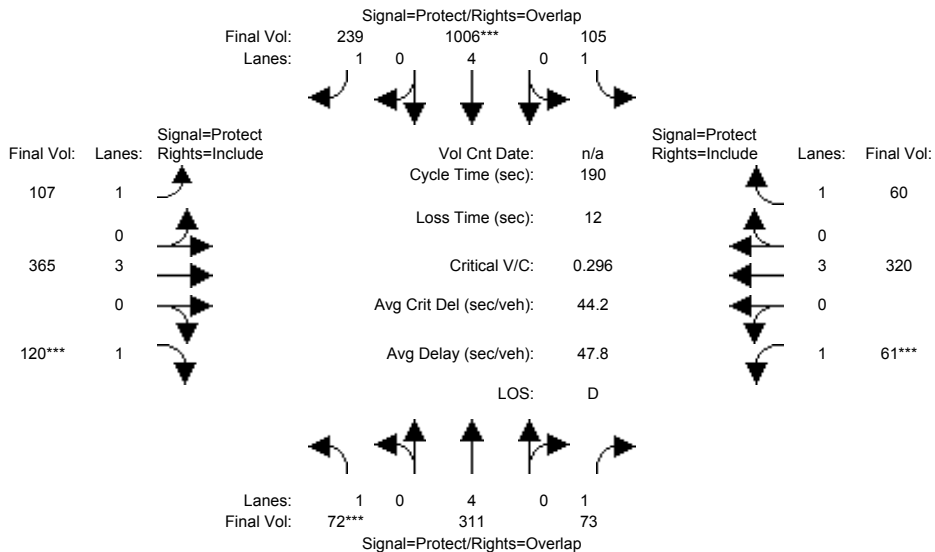 Signal=Protect/Rights=Overlap
Final Vol: 239 1006*** 105
Lanes: 1 0 4 0 1
Signal=Protect Signal=Protect
Final Vol: Lanes: Rights=Include Vol Cnt Date: n/a Rights=Include Lanes: Final Vol:
Cycle Time (sec): 190
107 1 1 60
Loss Time (sec): 12
0 0
365 3 Critical V/C: 0.296 3 320
0 Avg Crit Del (sec/veh): 44.2 0
120*** 1 Avg Delay (sec/veh): 47.8 1 61***
LOS: D
Lanes: 1 0 4 0 1
Final Vol: 72*** 311 73
Signal=Protect/Rights=Overlap